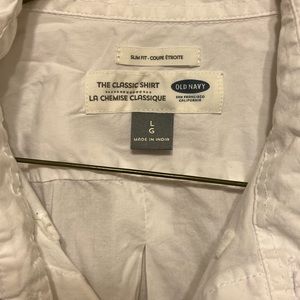 SLIM FIT - COUPE ÉTROITE
THE CLASSIC SHIRT
LA CHEMISE CLASSIQUE
OLD NAVY
SAN FRANCISCO
CALIFORNIA
L
G
MADE IN INDIA